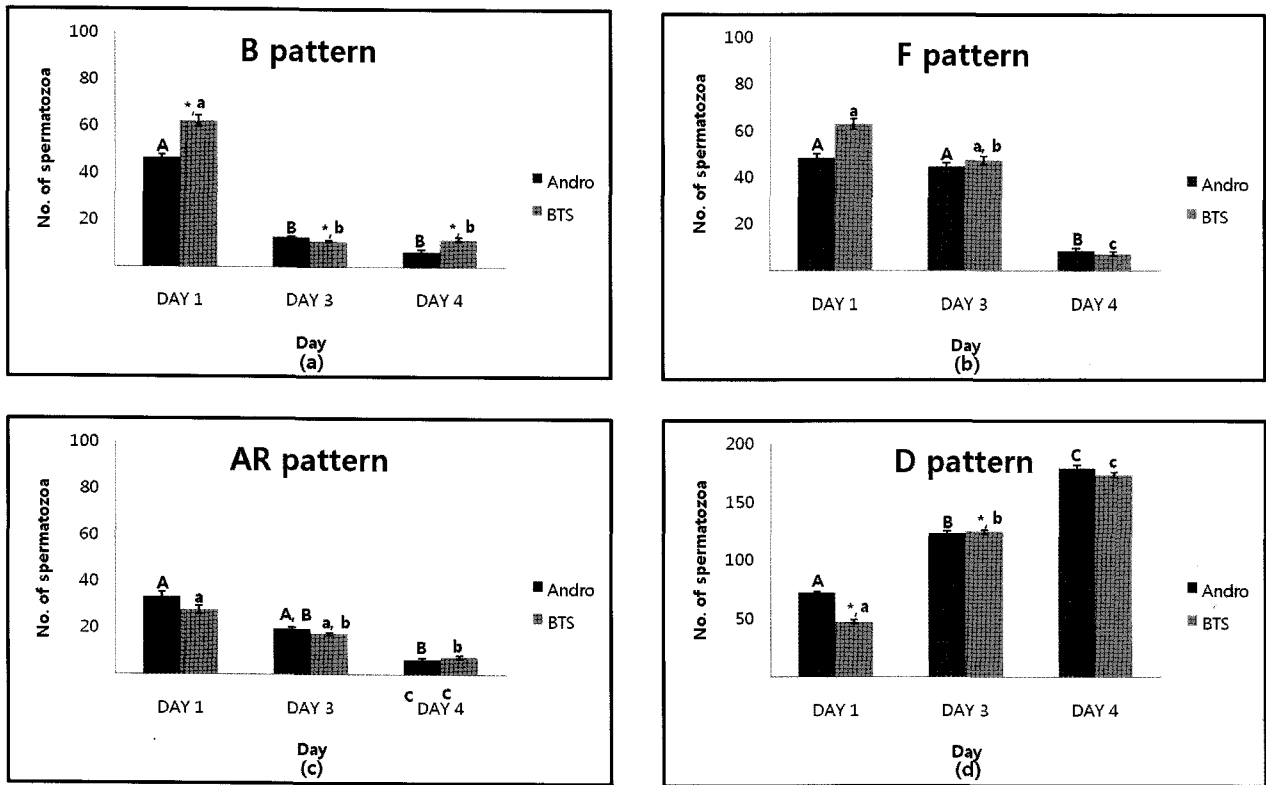 B pattern
No. of spermatozoa
100
80
60
40
20
A
*, a
B
*, b
B
*, b
Andro
BTS
DAY 1
DAY 3
DAY 4
Day
(a)
F pattern
No. of spermatozoa
100
80
60
40
20
A
a
A
a, b
B
c
Andro
BTS
DAY 1
DAY 3
DAY 4
Day
(b)
AR pattern
No. of spermatozoa
100
80
60
40
20
A
a
A, B
a, b
B
b
c
c
Andro
BTS
DAY 1
DAY 3
DAY 4
Day
(c)
D pattern
No. of spermatozoa
200
150
100
50
A
*, a
B
*, b
C
c
Andro
BTS
DAY 1
DAY 3
DAY 4
Day
(d)